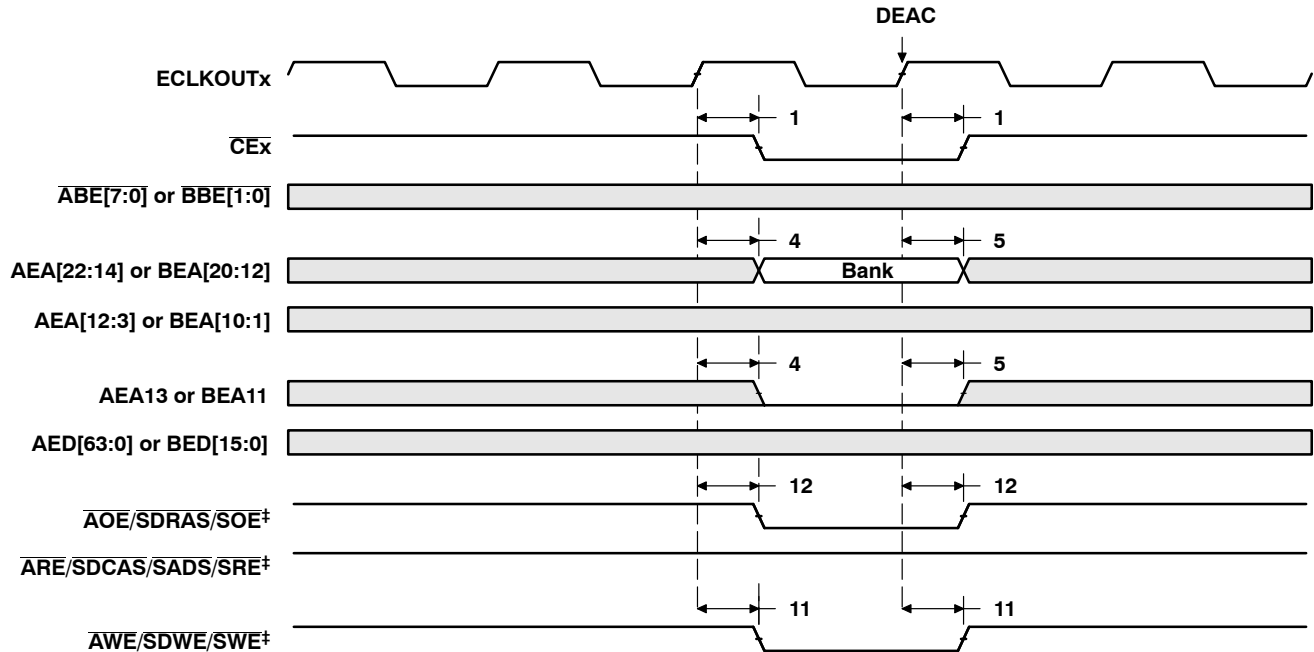 DEAC
ECLKOUTx
1 1
CEx
ABE[7:0] or BBE[1:0]
4 5
AEA[22:14] or BEA[20:12] Bank
AEA[12:3] or BEA[10:1]
4 5
AEA13 or BEA11
AED[63:0] or BED[15:0]
12 12
AOE/SDRAS/SOE‡
ARE/SDCAS/SADS/SRE‡
11 11
AWE/SDWE/SWE‡